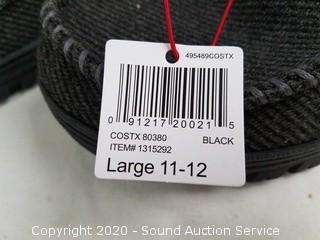 495489COSTX
0 91217 20021 5
COSTX 80380 BLACK
ITEM# 1315292
Large 11-12
Copyright 2020 - Sound Auction Service